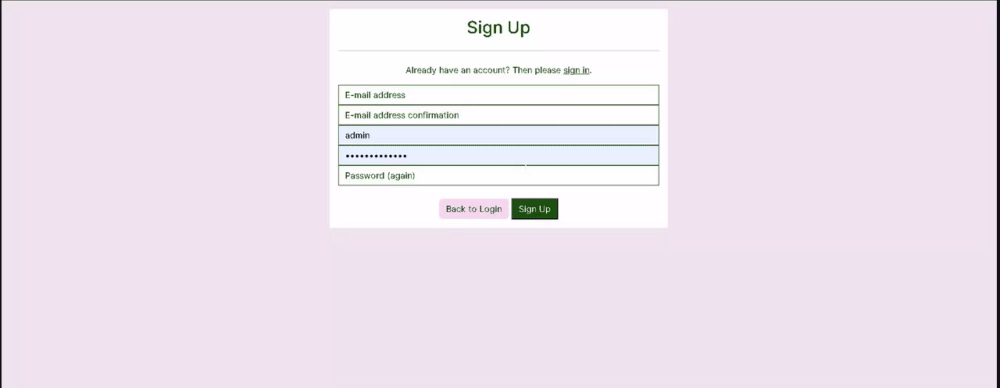 Sign Up
Already have an account? Then please sign in.
E-mail address
E-mail address confirmation
admin
•••••••••••••
Password (again)
Back to Login
Sign Up